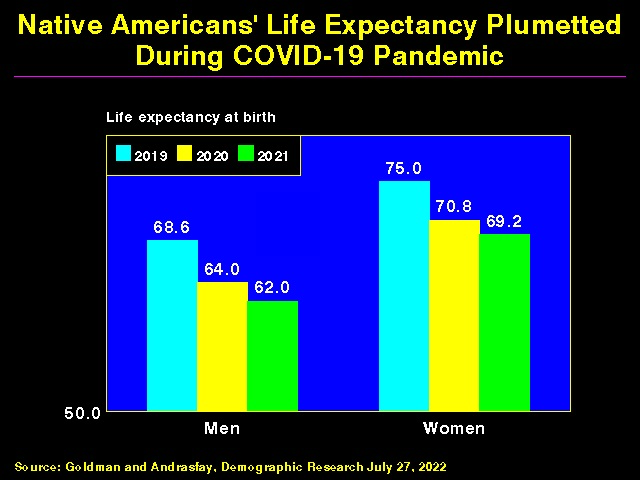 Native Americans' Life Expectancy Plumetted
During COVID-19 Pandemic
Life expectancy at birth
2019 2020 2021
75.0
70.8
69.2
68.6
64.0
62.0
50.0
Men Women
Source: Goldman and Andrasfay, Demographic Research July 27, 2022